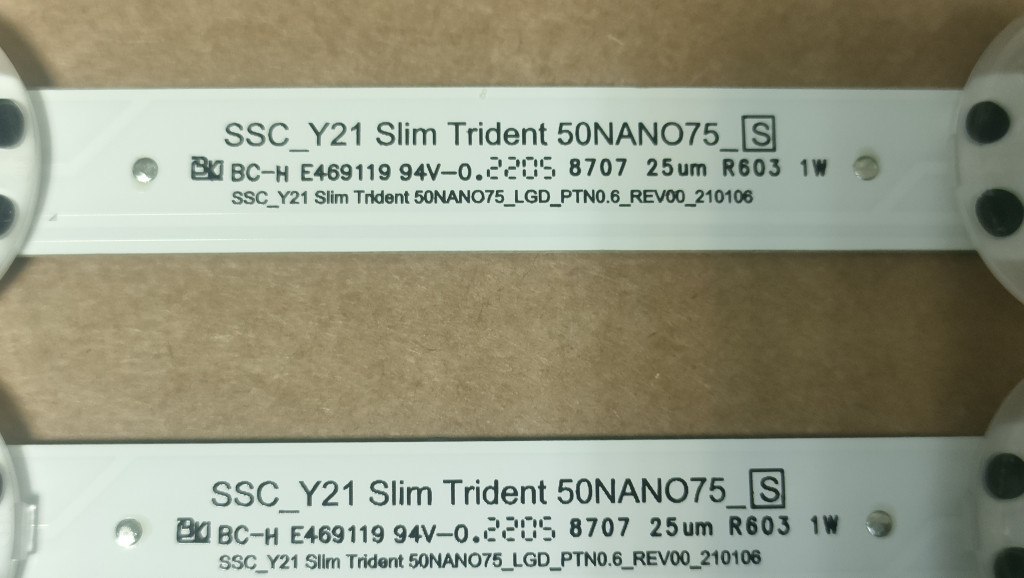 SSC_Y21 Slim Trident 50NANO75_S
BC-H E469119 94V-0.2205 8707 25um R603 1W
SSC_Y21 Slim Trident 50NANO75_LGD_PTN0.6_REV00_210106
SSC_Y21 Slim Trident 50NANO75_S
BC-H E469119 94V-0.2205 8707 25um R603 1W
SSC_Y21 Slim Trident 50NANO75_LGD_PTN0.6_REV00_210106